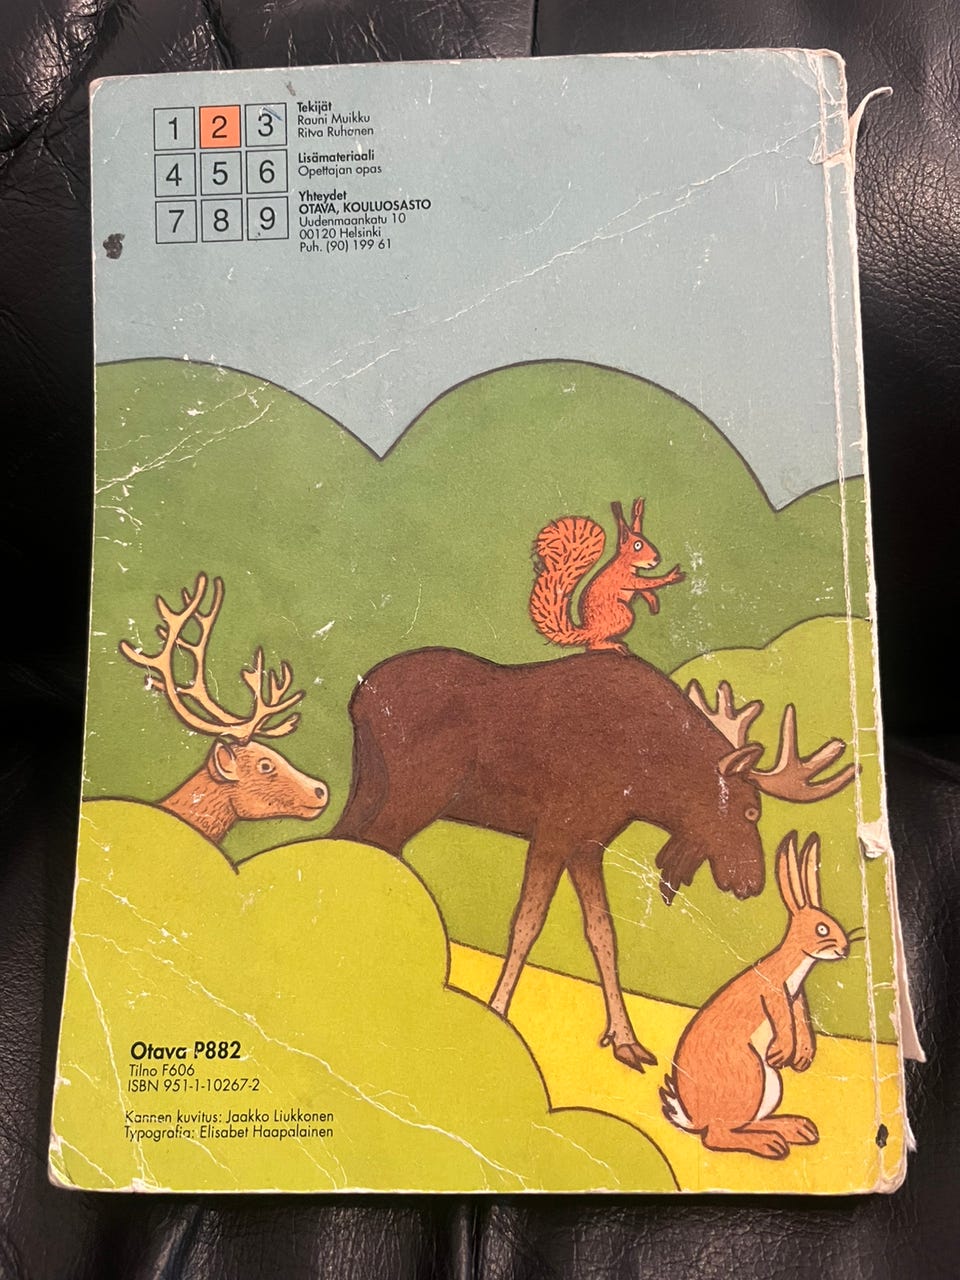 1 2 3
4 5 6
7 8 9
Tekijät
Rauni Muikku
Ritva Ruhonen
Lisämateriaali
Opettajan opas
Yhteydet
OTAVA, KOULUOSASTO
Uudenmaankatu 10
00120 Helsinki
Puh. (90) 199 61
Otava P882
Tilno F606
ISBN 951-1-10267-2
Kannen kuvitus: Jaakko Liukkonen
Typografia: Elisabet Haapalainen